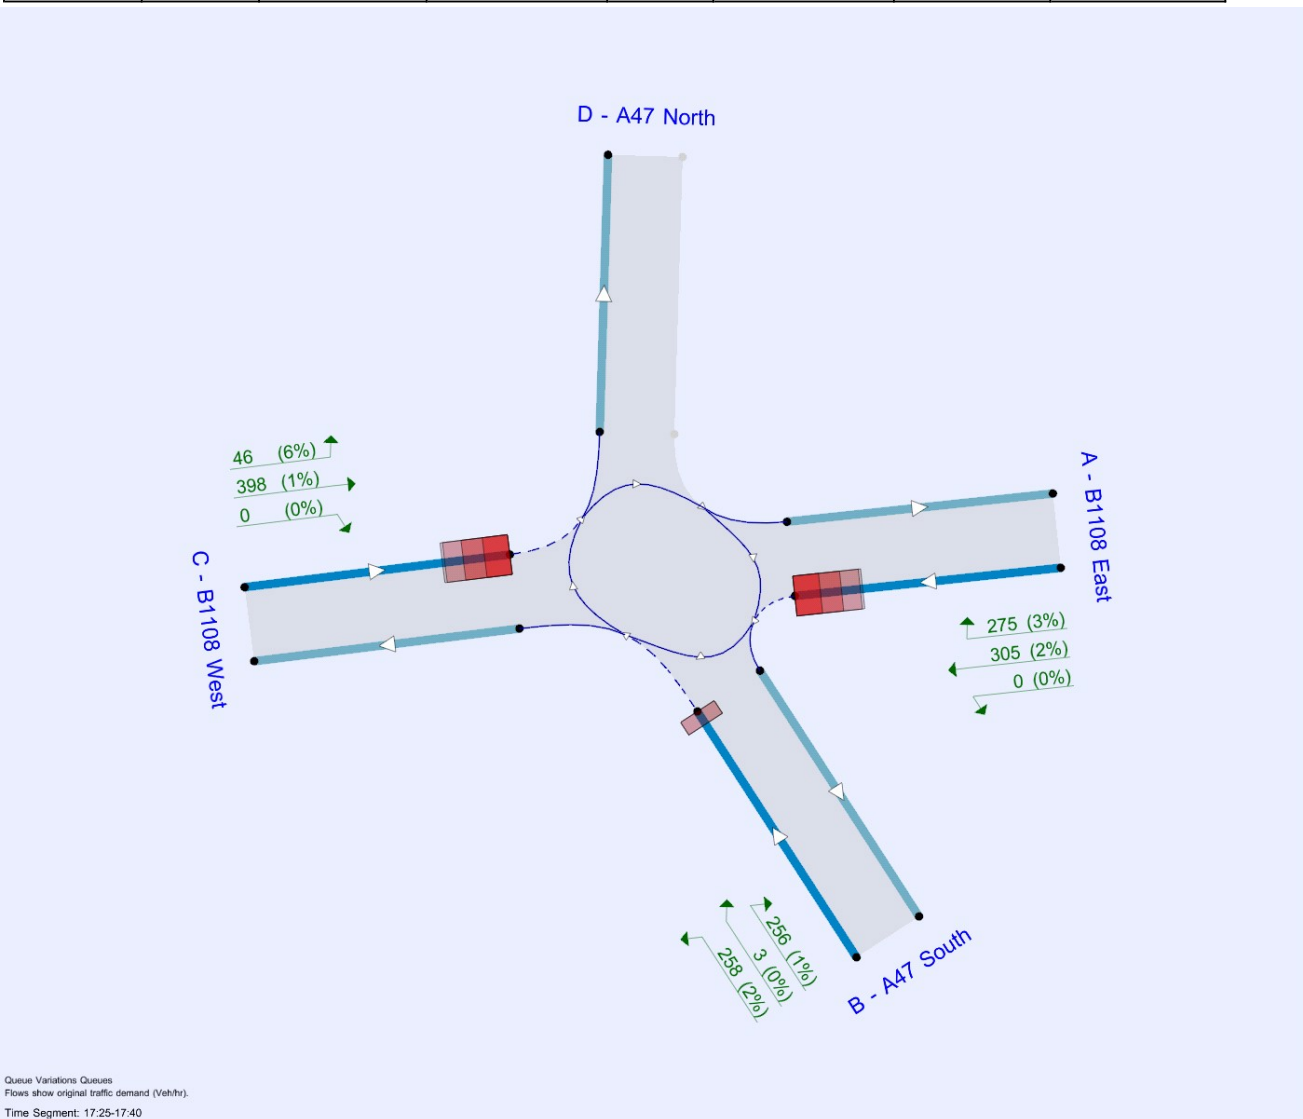 D - A47 North
46 (6%)
398 (1%)
0 (0%)
C - B1108 West
A - B1108 East
275 (3%)
305 (2%)
0 (0%)
256 (1%)
3 (0%)
258 (2%)
B - A47 South
Queue Variations Queues
Flows show original traffic demand (Veh/hr).
Time Segment: 17:25-17:40